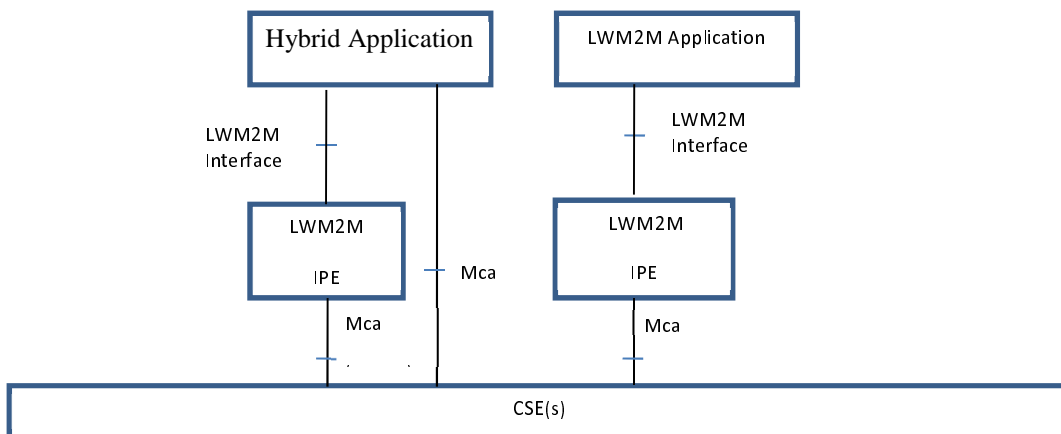 Hybrid Application
LWM2M Application
LWM2M
Interface
LWM2M
Interface
LWM2M
IPE
LWM2M
IPE
Mca
Mca
Mca
CSE(s)